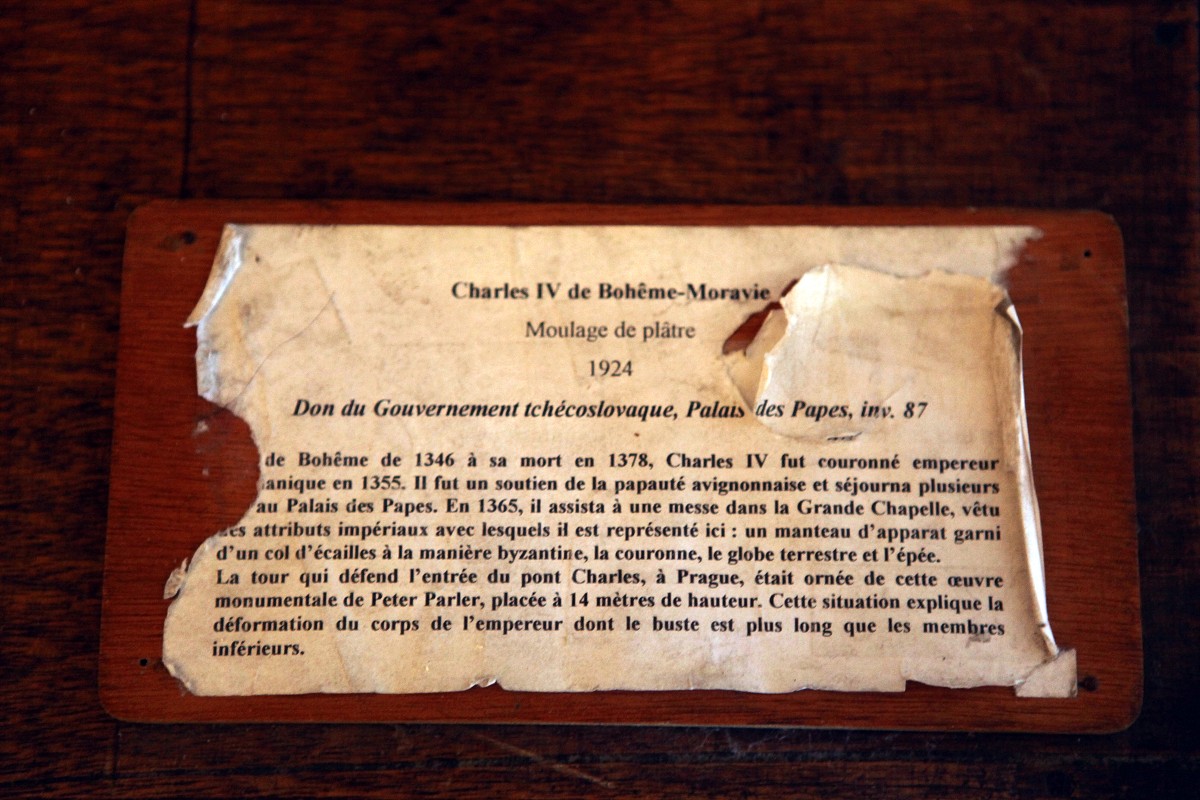 Charles IV de Bohême-Moravie
Moulage de plâtre
1924
Don du Gouvernement tchécoslovaque, Palais des Papes, inv. 87
de Bohême de 1346 à sa mort en 1378, Charles IV fut couronné empereur
anique en 1355. Il fut un soutien de la papauté avignonnaise et séjourna plusieurs
au Palais des Papes. En 1365, il assista à une messe dans la Grande Chapelle, vêtu
des attributs impériaux avec lesquels il est représenté ici : un manteau d'apparat garni
d'un col d'écailles à la manière byzantine, la couronne, le globe terrestre et l'épée.
La tour qui défend l'entrée du pont Charles, à Prague, était ornée de cette œuvre
monumentale de Peter Parler, placée à 14 mètres de hauteur. Cette situation explique la
déformation du corps de l'empereur dont le buste est plus long que les membres
inférieurs.